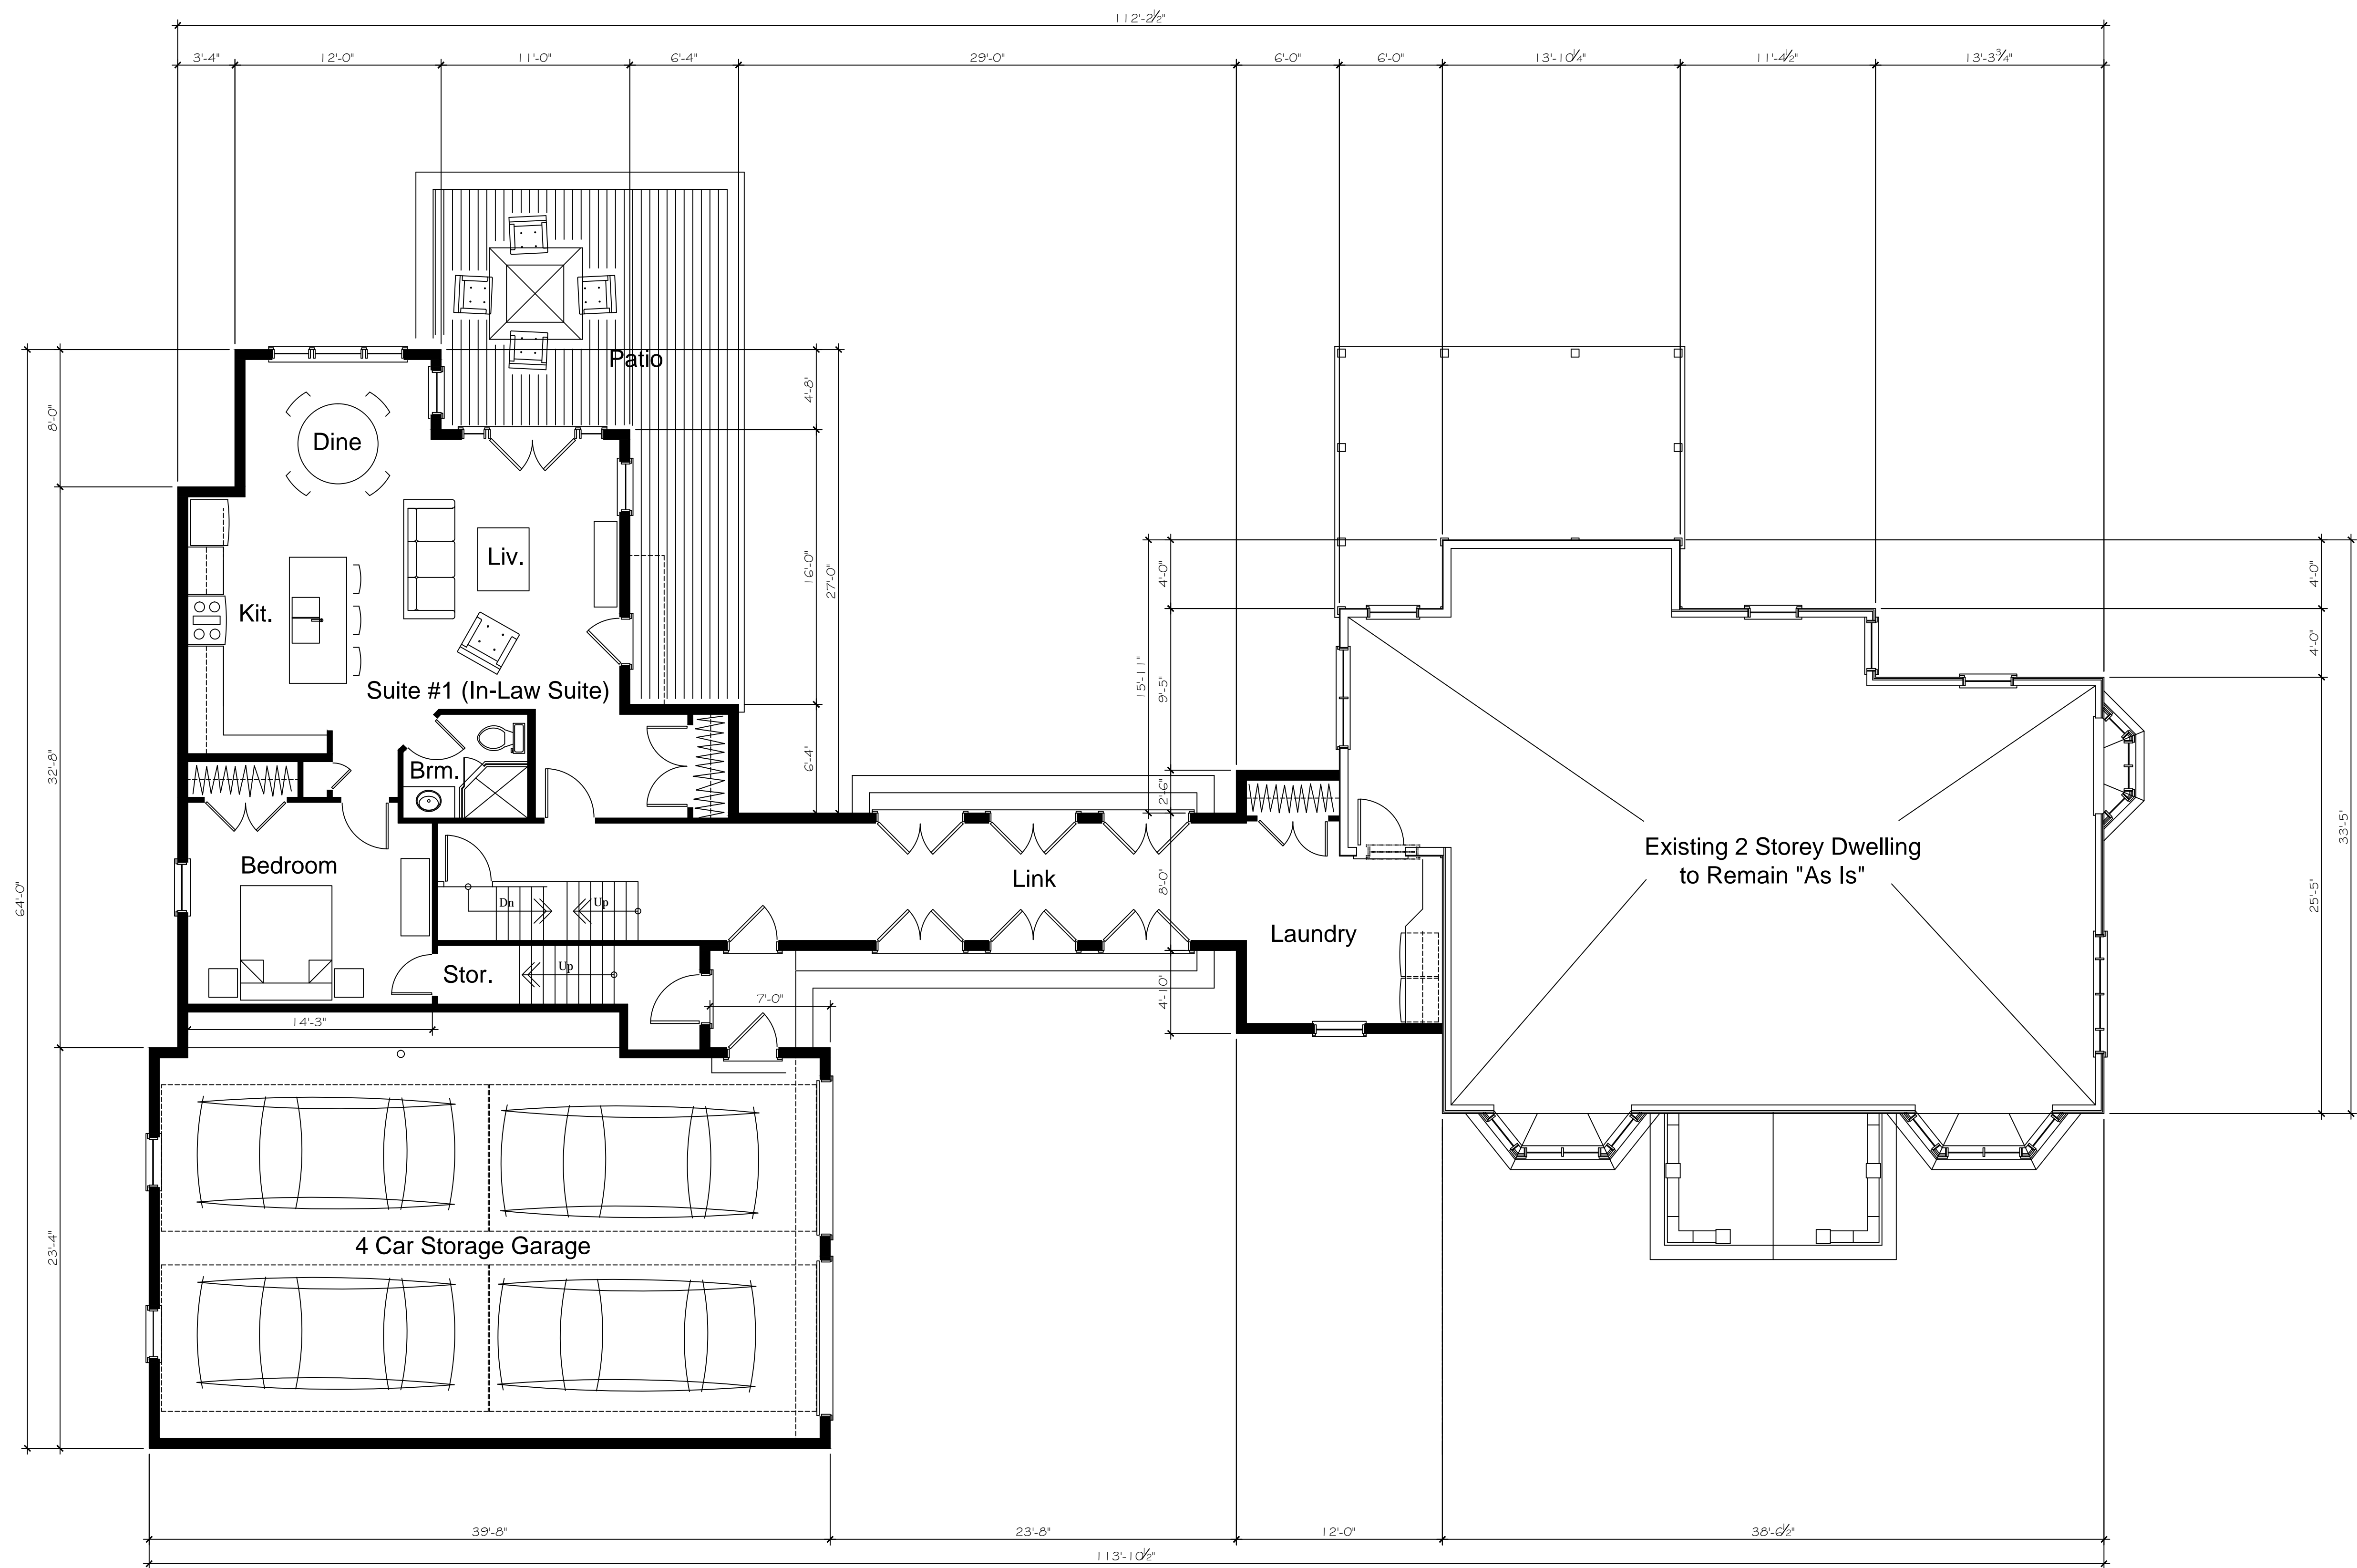 112'-2½"
3'-4"
12'-0"
11'-0"
6'-4"
29'-0"
6'-0"
6'-0"
13'-10¼"
11'-4½"
13'-3¾"
Patio
4'-8"
8'-0"
Dine
16'-0"
27'-0"
Liv.
Kit.
4'-0"
4'-0"
4'-0"
15'-11"
9'-5"
Suite #1 (In-Law Suite)
32'-8"
6'-4"
Brm.
2'-6"
33'-5"
Existing 2 Storey Dwelling
to Remain "As Is"
Bedroom
Link
8'-0"
25'-5"
64'-0"
Dn
Up
Laundry
Stor.
Up
4'-10"
7'-0"
14'-3"
23'-4"
4 Car Storage Garage
39'-8"
23'-8"
12'-0"
38'-6½"
113'-10½"